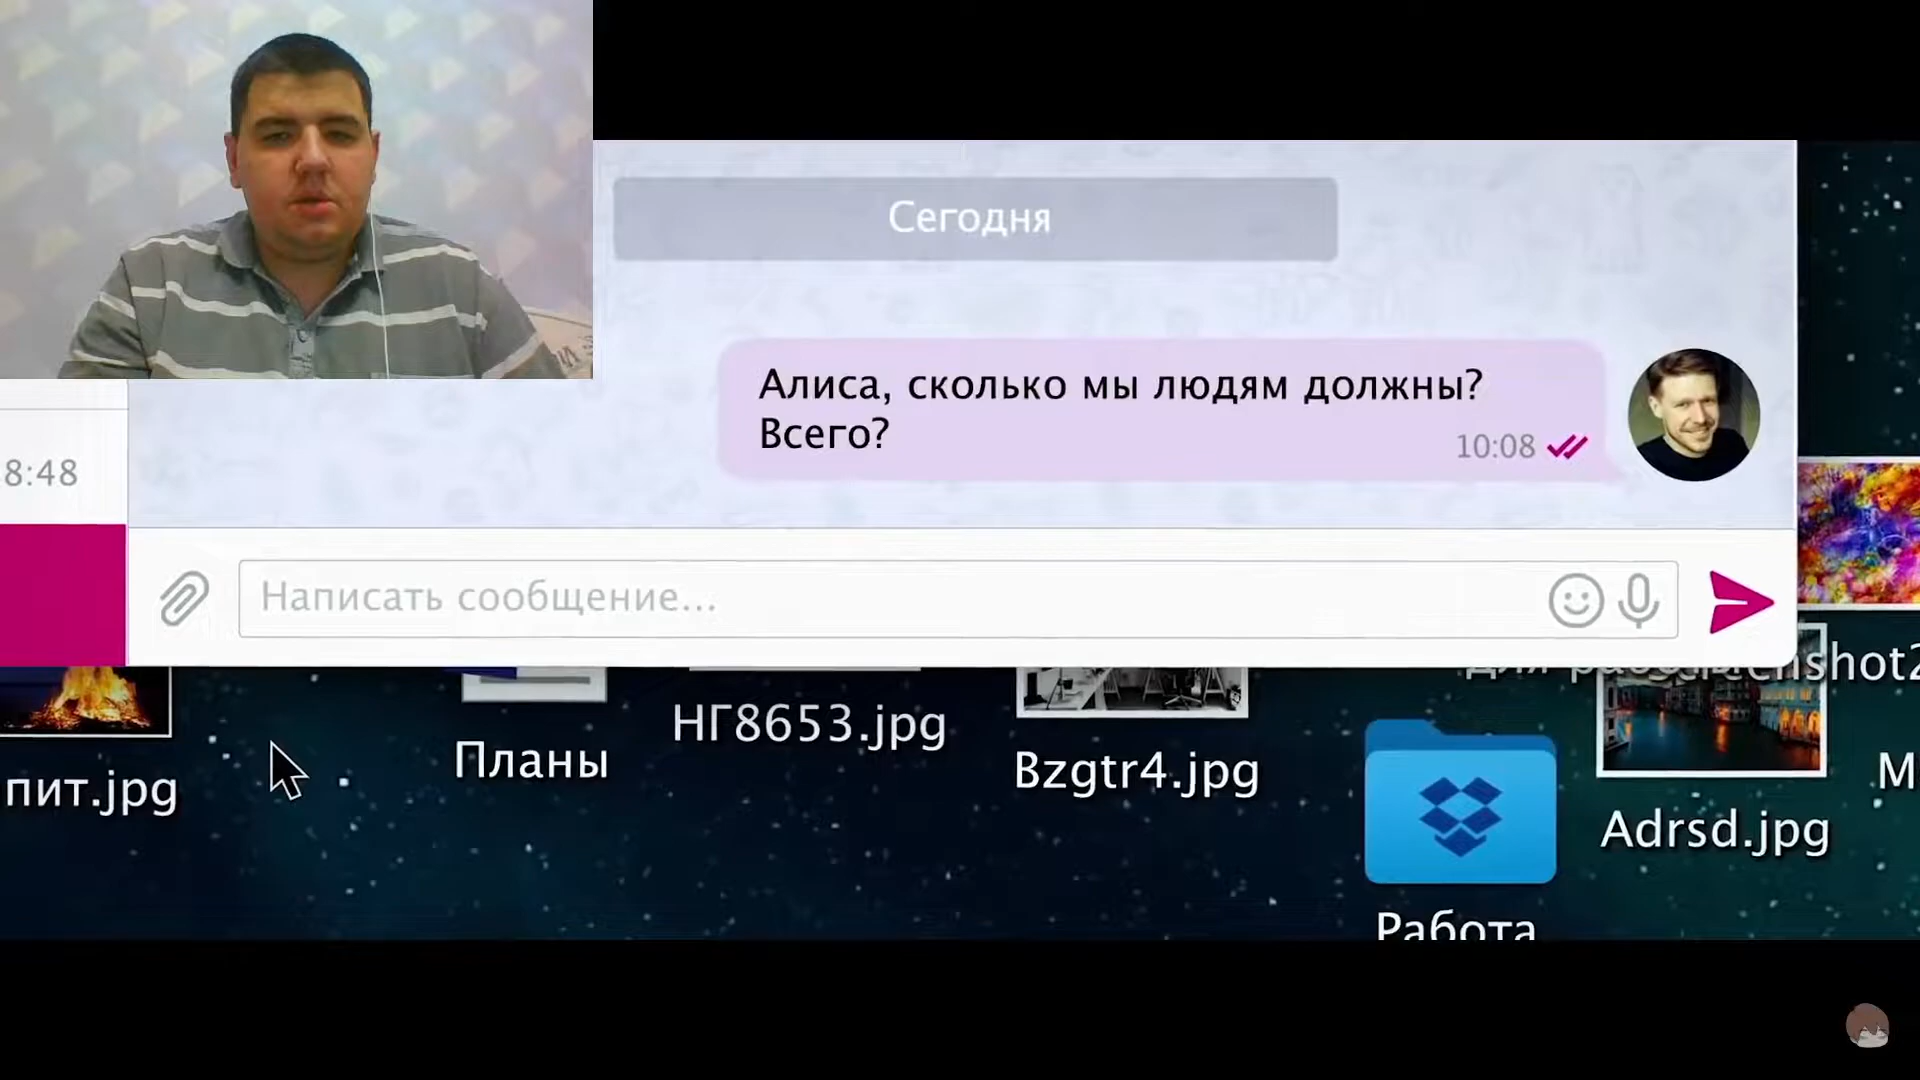 Сегодня
Алиса, сколько мы людям должны?
Всего?
10:08
8:48
Написать сообщение...
пит.jpg
Планы
НГ8653.jpg
Bzgtr4.jpg
nshot2
Adrsd.jpg
М
Работа